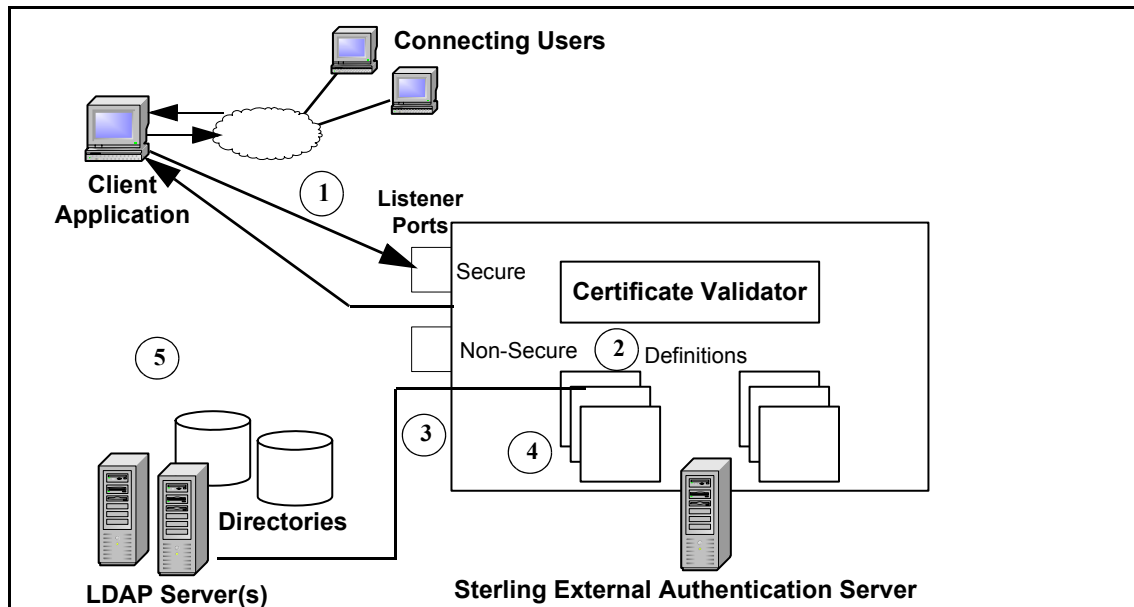 Connecting Users
Client
Application
1
Listener
Ports
Secure
Certificate Validator
Non-Secure
2
Definitions
5
3
4
Directories
LDAP Server(s)
Sterling External Authentication Server